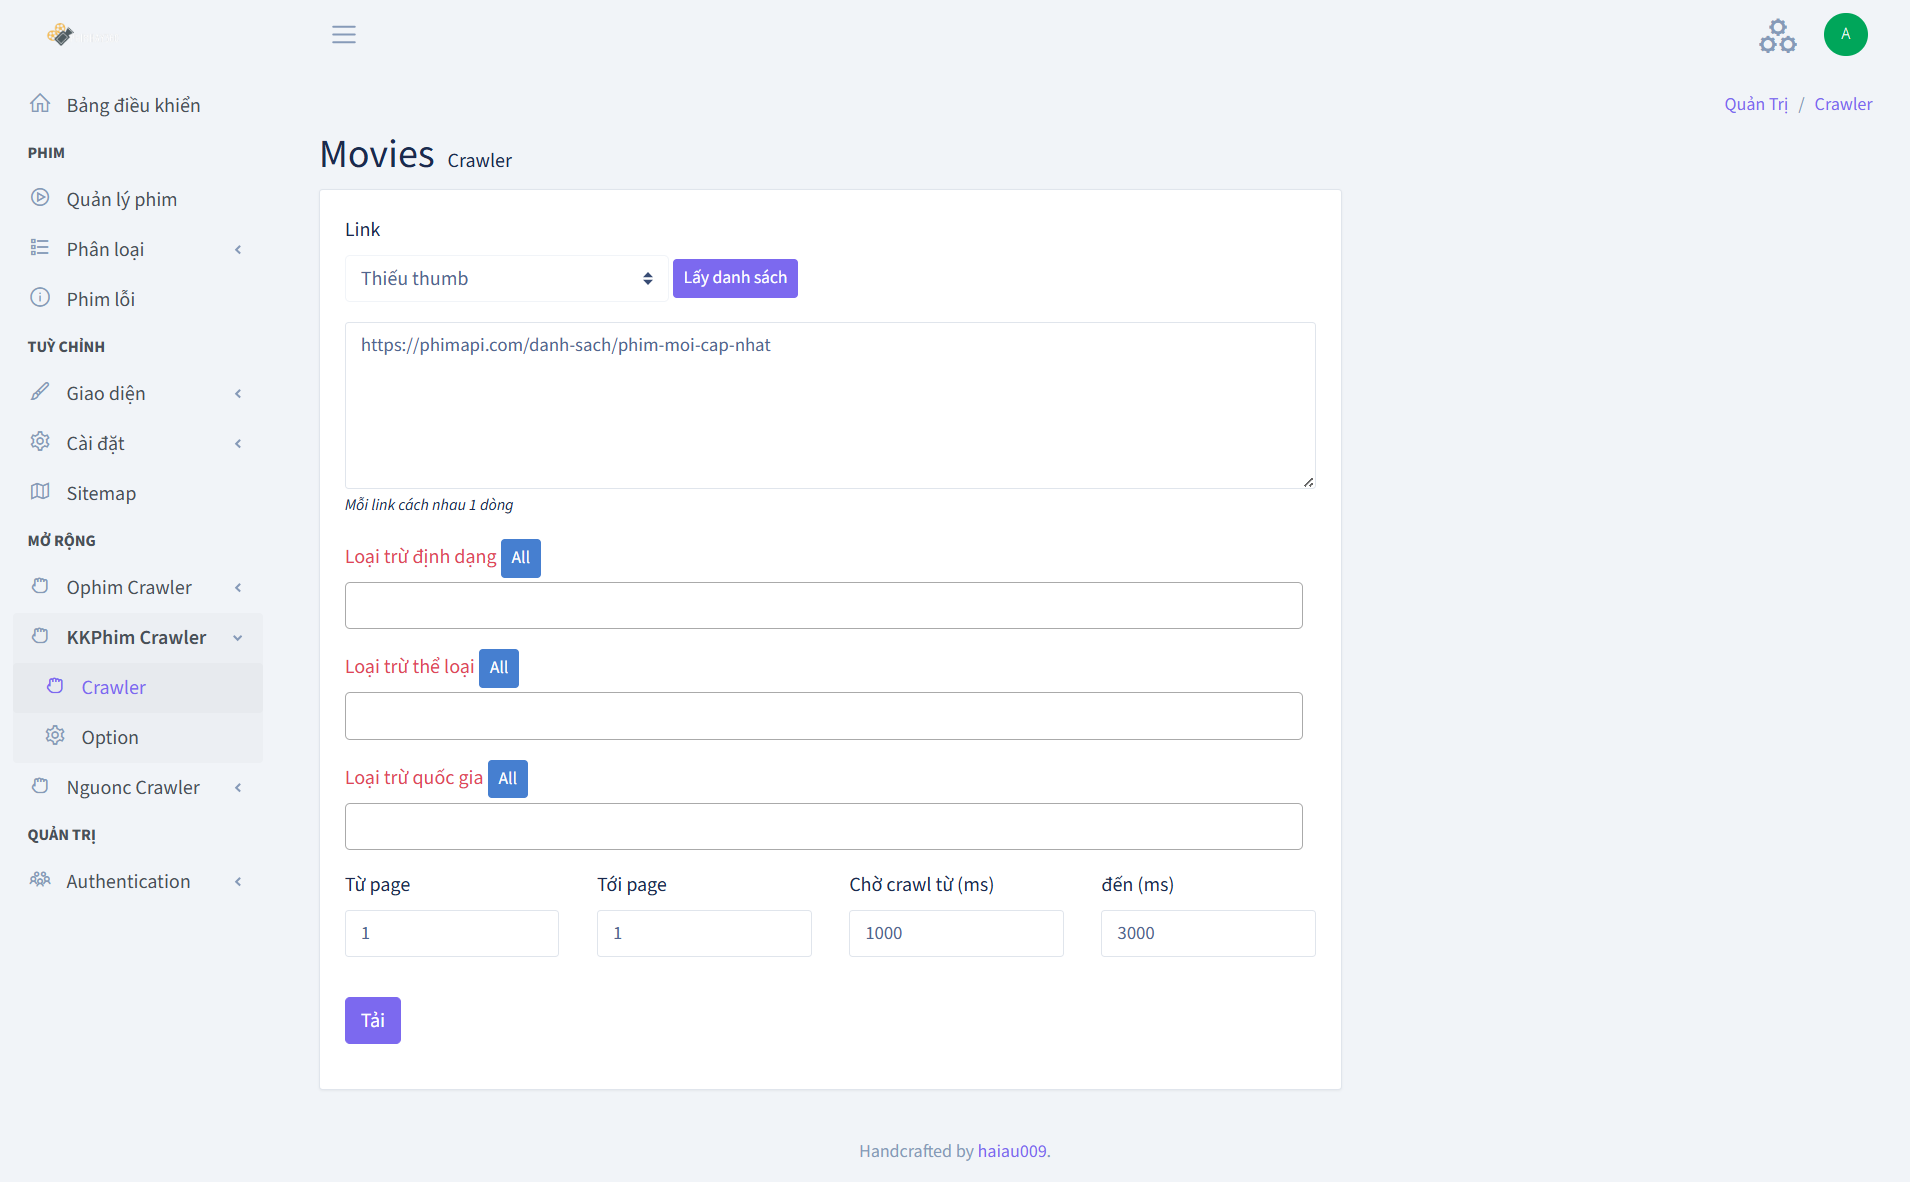 A
Bảng điều khiển
PHIM
Quản lý phim
Phân loại
Phim lỗi
TUỲ CHỈNH
Giao diện
Cài đặt
Sitemap
MỞ RỘNG
Ophim Crawler
KKPhim Crawler
Crawler
Option
Nguonc Crawler
QUẢN TRỊ
Authentication
Quản Trị / Crawler
Movies Crawler
Link
Thiếu thumb Lấy danh sách
https://phimapi.com/danh-sach/phim-moi-cap-nhat
Mỗi link cách nhau 1 dòng
Loại trừ định dạng All
Loại trừ thể loại All
Loại trừ quốc gia All
Từ page Tới page Chờ crawl từ (ms) đến (ms)
1 1 1000 3000
Tải
Handcrafted by haiau009.